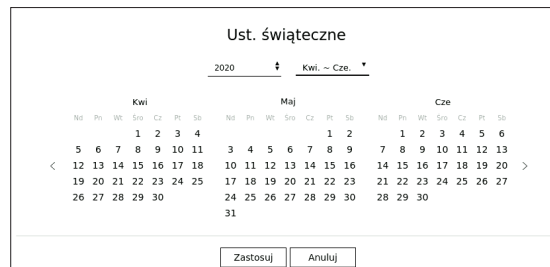 Ust. świąteczne
2020 Kwi. ~ Cze.
Kwi Maj Cze
Nd Pn Wt Śro Cz Pt Sb Nd Pn Wt Śro Cz Pt Sb Nd Pn Wt Śro Cz Pt Sb
1 2 3 4 1 2 1 2 3 4 5 6
5 6 7 8 9 10 11 3 4 5 6 7 8 9 7 8 9 10 11 12 13
12 13 14 15 16 17 18 10 11 12 13 14 15 16 14 15 16 17 18 19 20
19 20 21 22 23 24 25 17 18 19 20 21 22 23 21 22 23 24 25 26 27
26 27 28 29 30 24 25 26 27 28 29 30 28 29 30
31
Zastosuj Anuluj